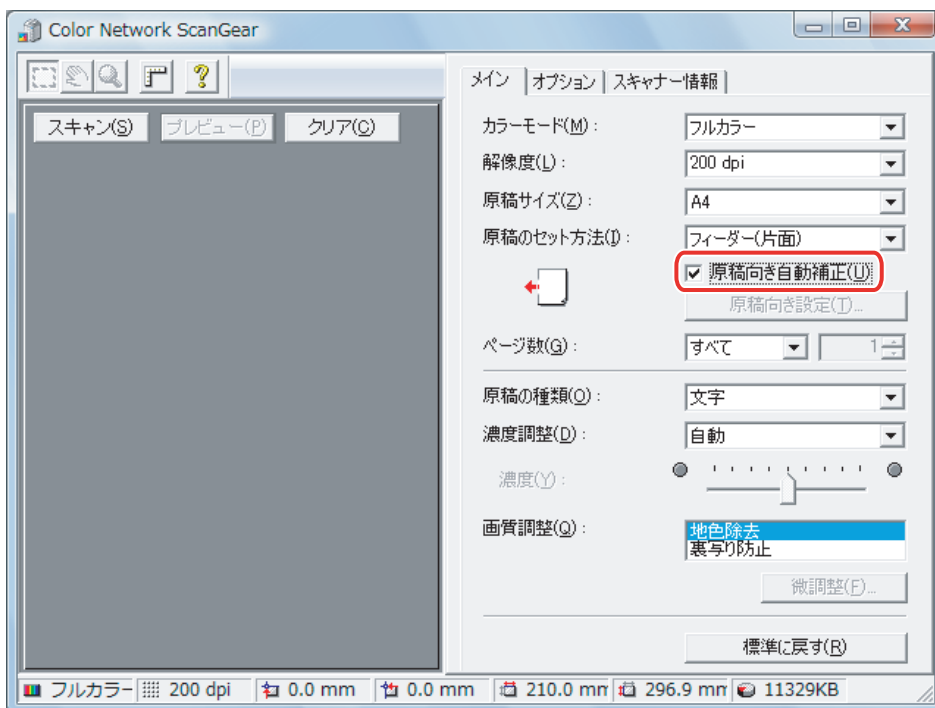 Color Network ScanGear
メイン オプション スキャナー情報
スキャン(S) プレビュー(P) クリア(C)
カラーモード(M): フルカラー
解像度(L): 200 dpi
原稿サイズ(Z): A4
原稿のセット方法(I): フィーダー(片面)
原稿向き自動補正(U)
原稿向き設定(T)...
ページ数(G): すべて 1
原稿の種類(O): 文字
濃度調整(D): 自動
濃度(Y):
画質調整(Q): 地色除去
裏写り防止
微調整(F)...
標準に戻す(R)
フルカラー 200 dpi 0.0 mm 0.0 mm 210.0 mm 296.9 mm 11329KB